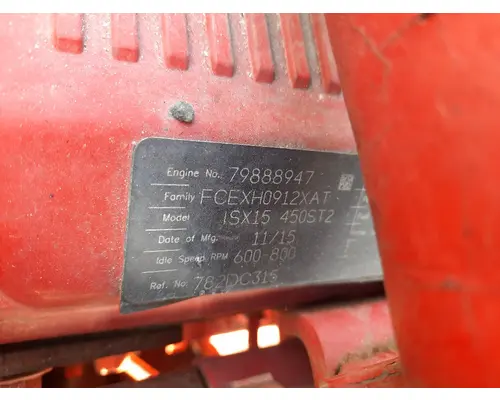 Engine No. 79888947
Family FCEXH0912XAT
Model ISX15 450ST2
Date of Mfg. 11/15
Idle Speed RPM 600-800
Ref. No. 782DC315